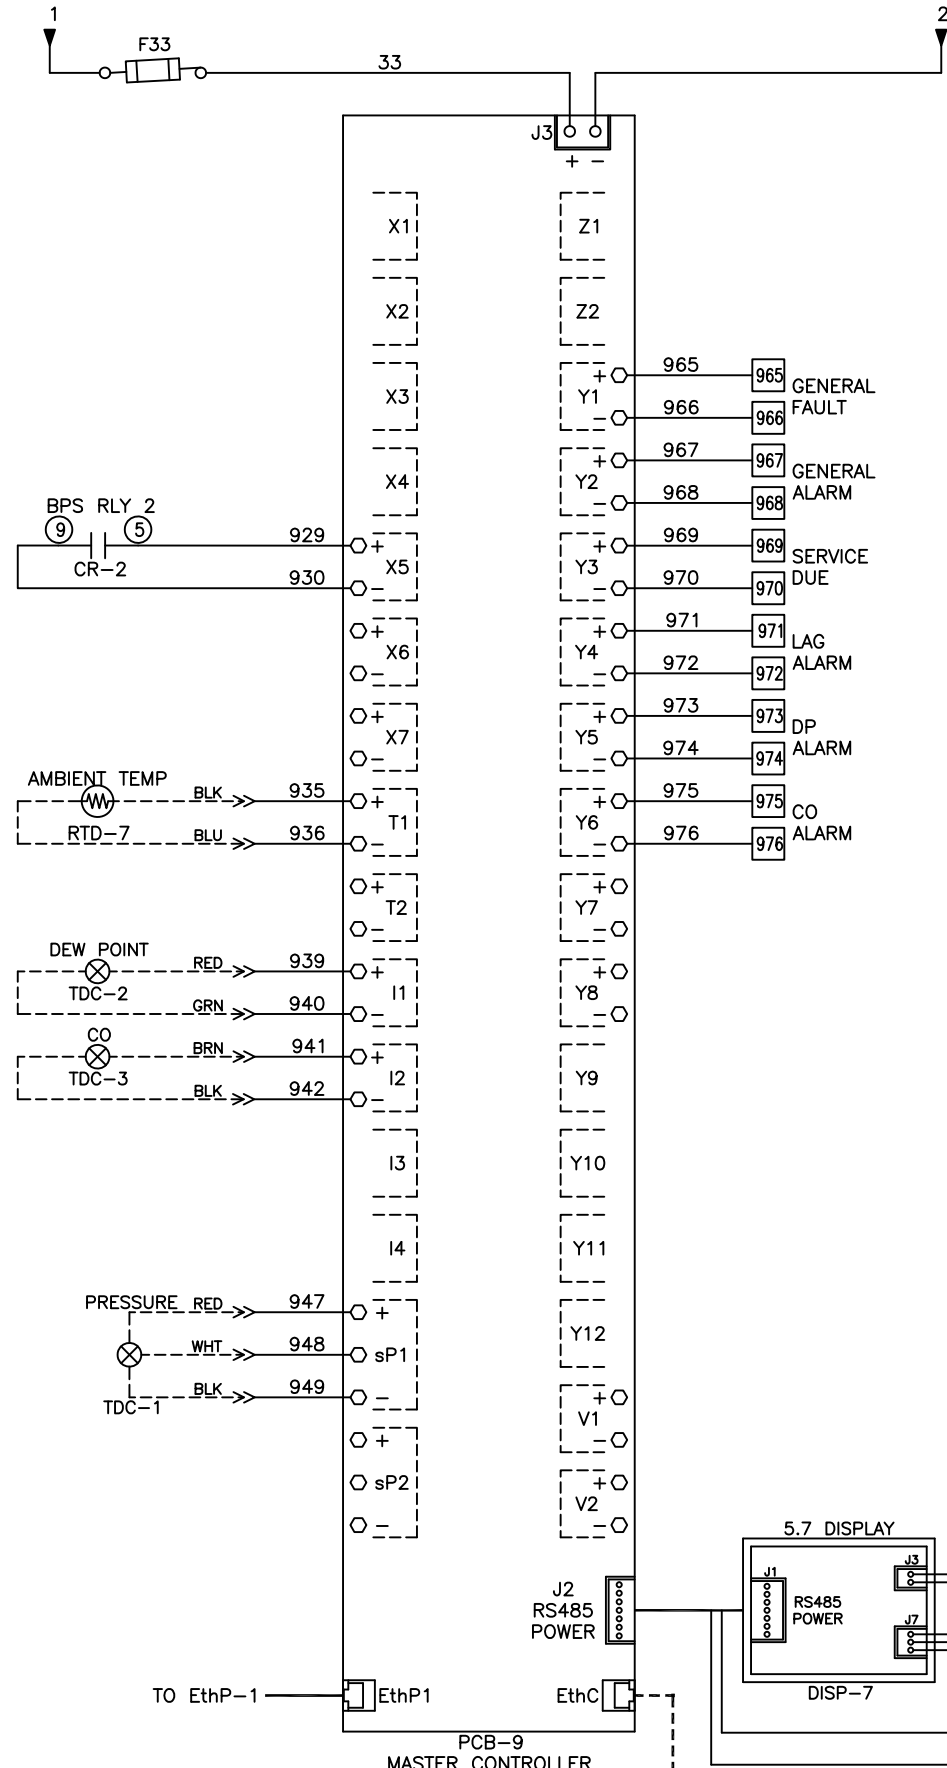 1
2
F33
33
J3
+ −
X1
Z1
X2
Z2
X3
+
Y1
−
965
965
966
966
GENERAL
FAULT
X4
+
Y2
−
967
967
968
968
GENERAL
ALARM
BPS RLY 2
9
5
CR−2
929
930
+
X5
−
+
Y3
−
969
969
970
970
SERVICE
DUE
+
X6
−
+
Y4
−
971
971
972
972
LAG
ALARM
+
X7
−
+
Y5
−
973
973
974
974
DP
ALARM
AMBIENT TEMP
RTD−7
BLK
935
BLU
936
+
T1
−
+
Y6
−
975
975
976
976
CO
ALARM
+
T2
−
+
Y7
−
DEW POINT
TDC−2
RED
939
GRN
940
+
I1
−
+
Y8
−
CO
TDC−3
BRN
941
BLK
942
+
I2
−
Y9
I3
Y10
I4
Y11
PRESSURE
RED
947
WHT
948
BLK
949
TDC−1
+
sP1
−
Y12
+
V1
−
+
sP2
−
+
V2
−
5.7 DISPLAY
J1
J3
RS485
POWER
J7
DISP−7
J2
RS485
POWER
TO EthP−1
EthP1
EthC
PCB−9
MASTER CONTROLLER